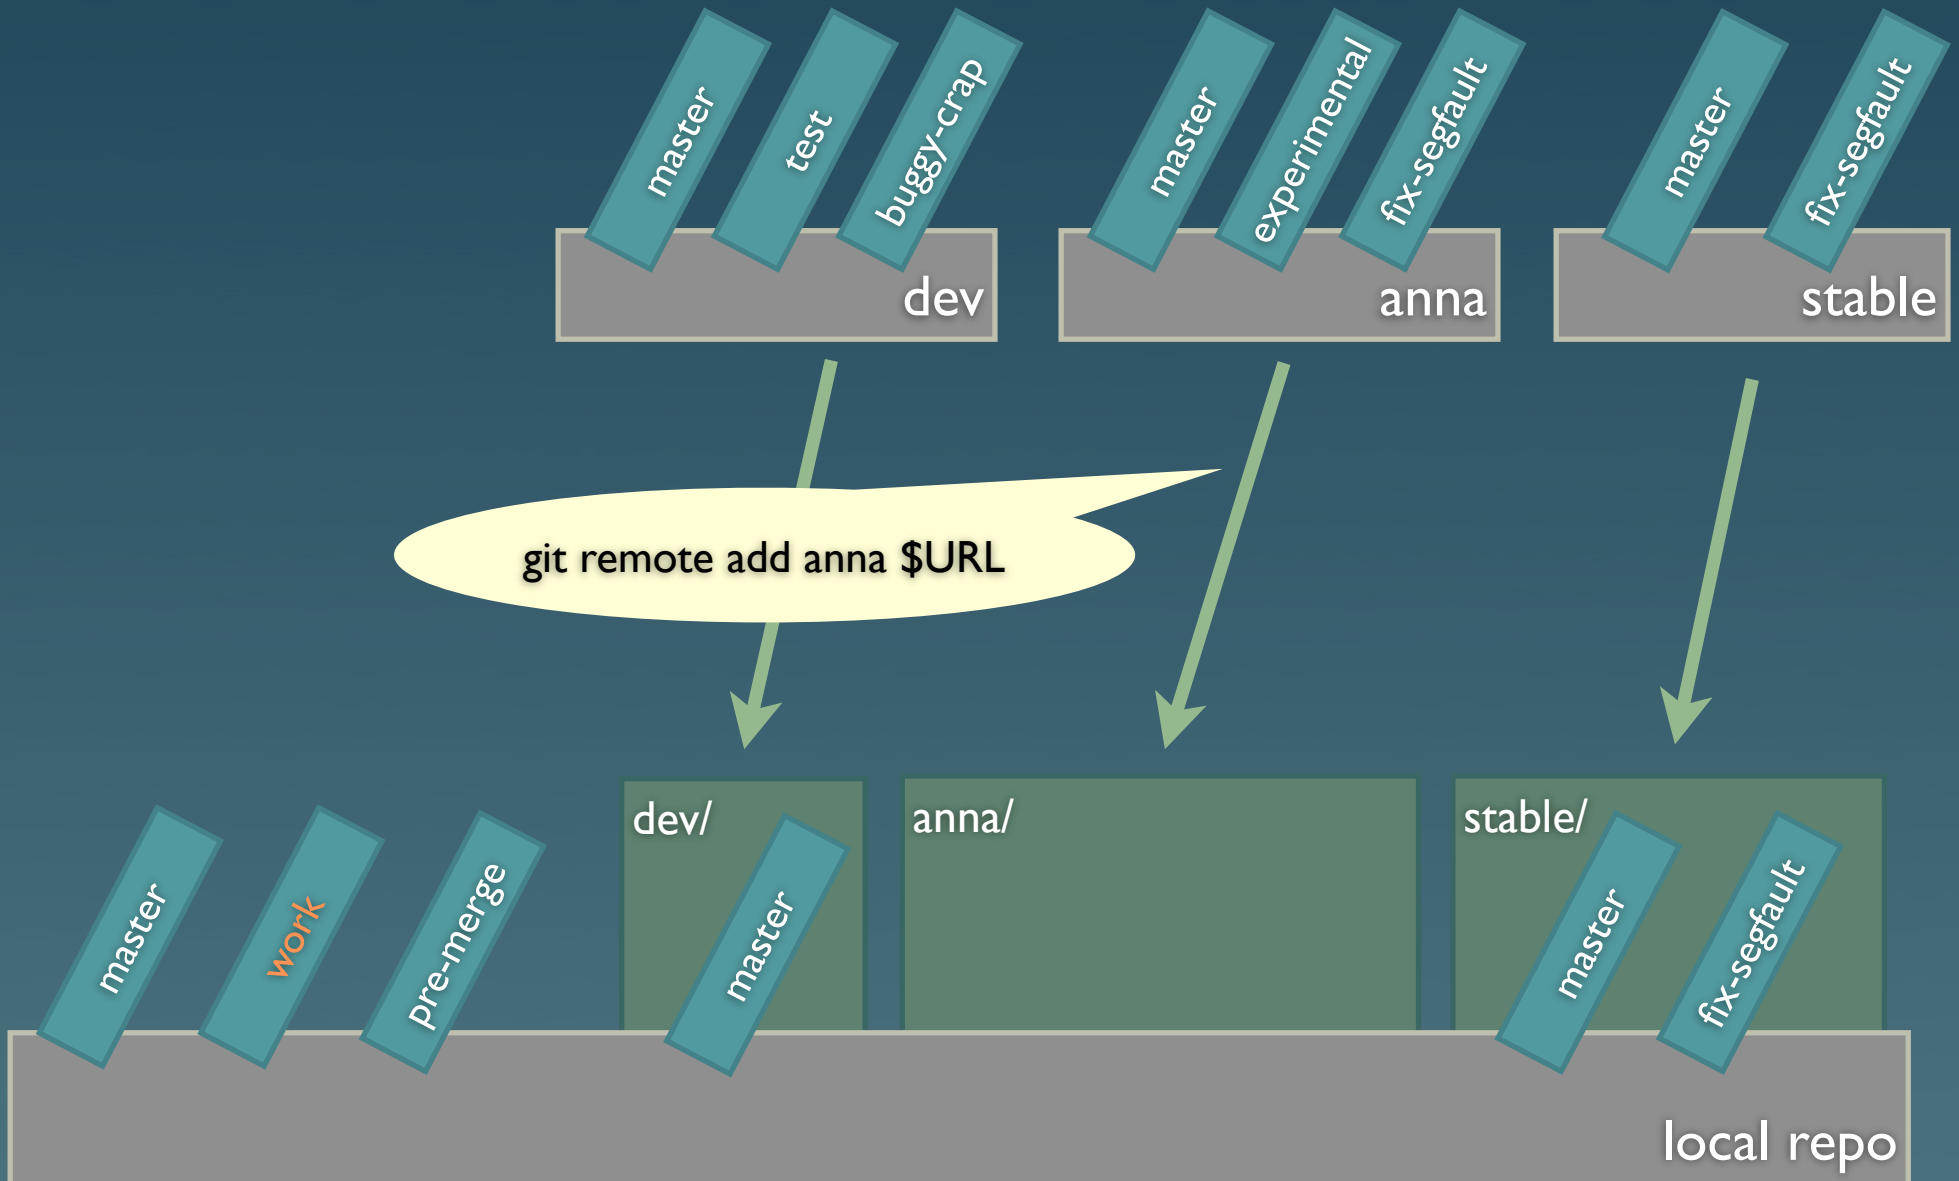 master
test
buggy-crap
master
experimental
fix-segfault
master
fix-segfault
dev
anna
stable
git remote add anna $URL
dev/
anna/
stable/
master
work
pre-merge
master
master
fix-segfault
local repo